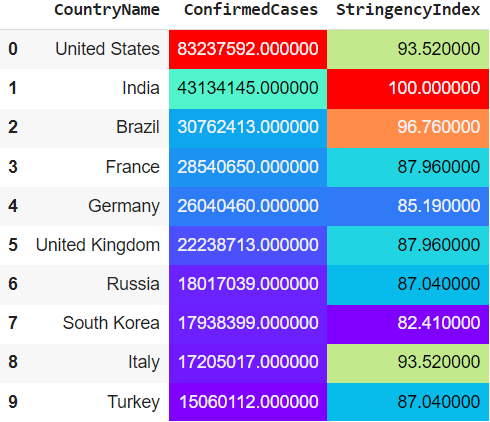 CountryName ConfirmedCases StringencyIndex
0 United States 83237592.000000 93.520000
1 India 43134145.000000 100.000000
2 Brazil 30762413.000000 96.760000
3 France 28540650.000000 87.960000
4 Germany 26040460.000000 85.190000
5 United Kingdom 22238713.000000 87.960000
6 Russia 18017039.000000 87.040000
7 South Korea 17938399.000000 82.410000
8 Italy 17205017.000000 93.520000
9 Turkey 15060112.000000 87.040000